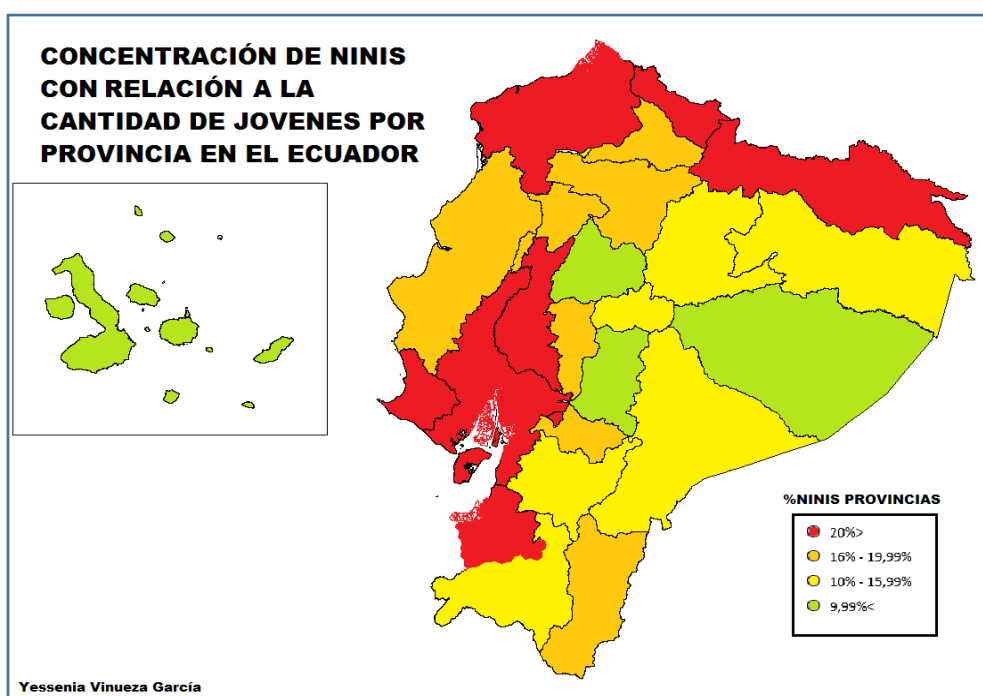 CONCENTRACIÓN DE NINIS
CON RELACIÓN A LA
CANTIDAD DE JOVENES POR
PROVINCIA EN EL ECUADOR
%NINIS PROVINCIAS
20%>
16% - 19,99%
10% - 15,99%
9,99%<
Yessenia Vinueza García